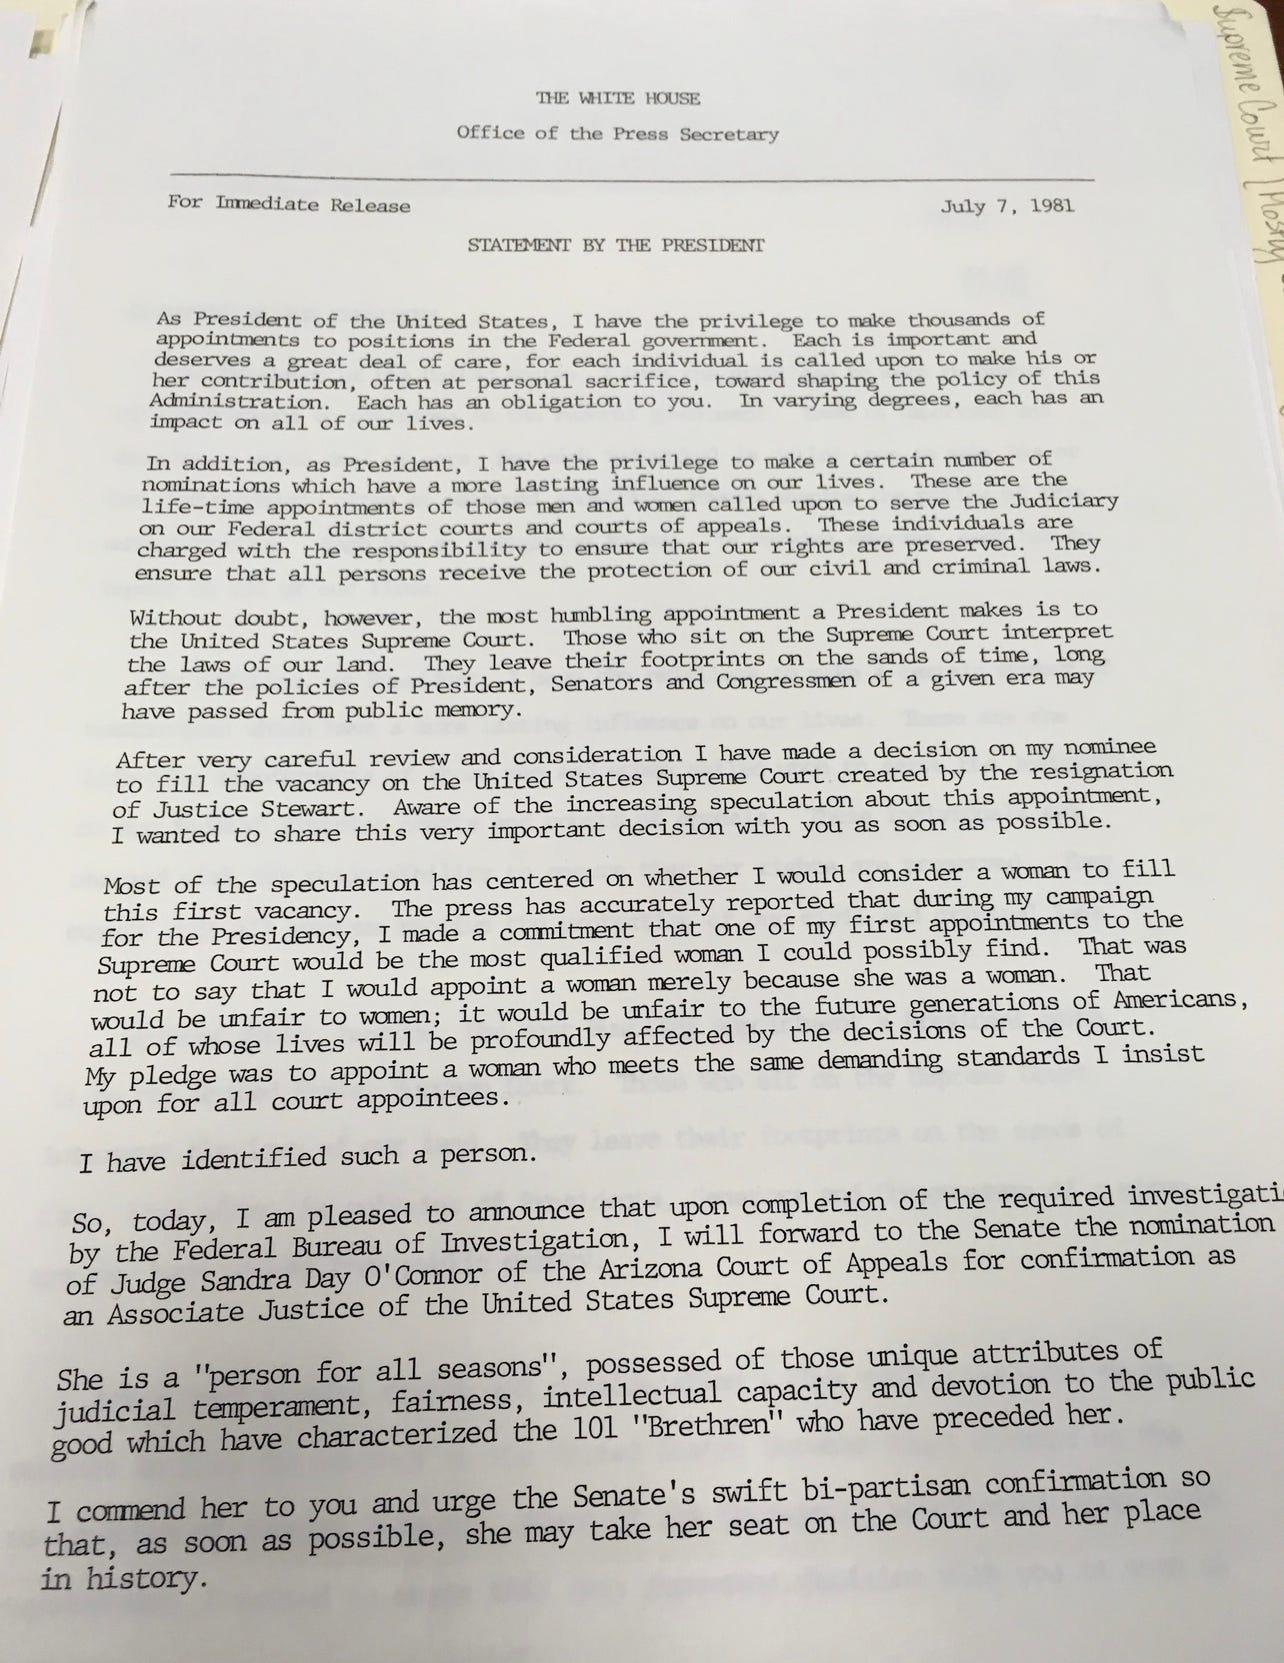 THE WHITE HOUSE
Office of the Press Secretary
For Immediate Release July 7, 1981
STATEMENT BY THE PRESIDENT
As President of the United States, I have the privilege to make thousands of
appointments to positions in the Federal government. Each is important and
deserves a great deal of care, for each individual is called upon to make his or
her contribution, often at personal sacrifice, toward shaping the policy of this
Administration. Each has an obligation to you. In varying degrees, each has an
impact on all of our lives.
In addition, as President, I have the privilege to make a certain number of
nominations which have a more lasting influence on our lives. These are the
life-time appointments of those men and women called upon to serve the Judiciary
on our Federal district courts and courts of appeals. These individuals are
charged with the responsibility to ensure that our rights are preserved. They
ensure that all persons receive the protection of our civil and criminal laws.
Without doubt, however, the most humbling appointment a President makes is to
the United States Supreme Court. Those who sit on the Supreme Court interpret
the laws of our land. They leave their footprints on the sands of time, long
after the policies of President, Senators and Congressmen of a given era may
have passed from public memory.
After very careful review and consideration I have made a decision on my nominee
to fill the vacancy on the United States Supreme Court created by the resignation
of Justice Stewart. Aware of the increasing speculation about this appointment,
I wanted to share this very important decision with you as soon as possible.
Most of the speculation has centered on whether I would consider a woman to fill
this first vacancy. The press has accurately reported that during my campaign
for the Presidency, I made a commitment that one of my first appointments to the
Supreme Court would be the most qualified woman I could possibly find. That was
not to say that I would appoint a woman merely because she was a woman. That
would be unfair to women; it would be unfair to the future generations of Americans,
all of whose lives will be profoundly affected by the decisions of the Court.
My pledge was to appoint a woman who meets the same demanding standards I insist
upon for all court appointees.
I have identified such a person.
So, today, I am pleased to announce that upon completion of the required investigati
by the Federal Bureau of Investigation, I will forward to the Senate the nomination
of Judge Sandra Day O'Connor of the Arizona Court of Appeals for confirmation as
an Associate Justice of the United States Supreme Court.
She is a "person for all seasons", possessed of those unique attributes of
judicial temperament, fairness, intellectual capacity and devotion to the public
good which have characterized the 101 "Brethren" who have preceded her.
I commend her to you and urge the Senate's swift bi-partisan confirmation so
that, as soon as possible, she may take her seat on the Court and her place
in history.
Supreme Court | Mostly